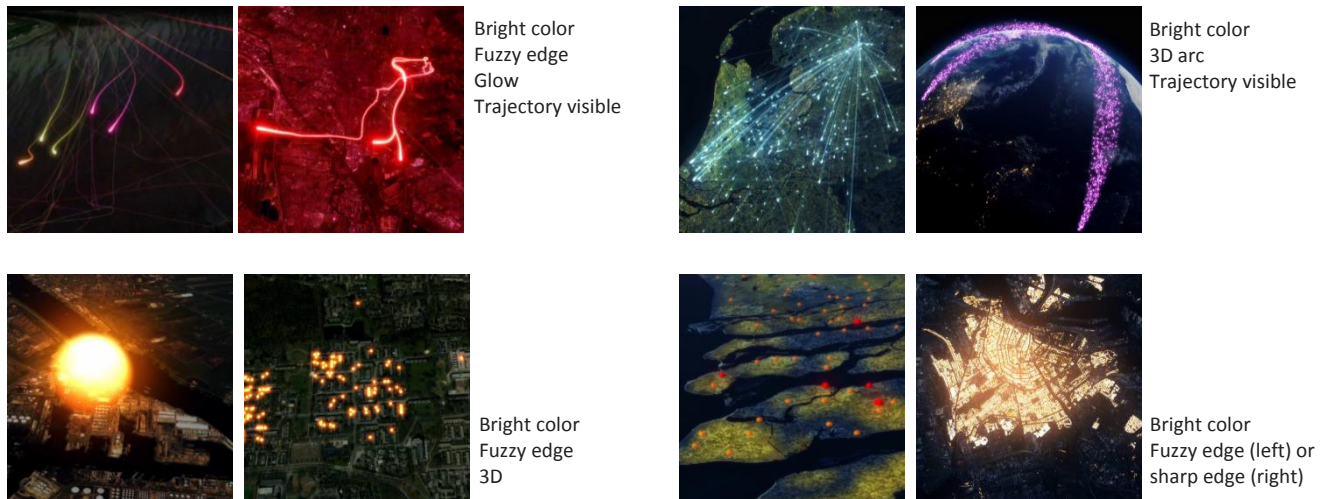 Bright color
Fuzzy edge
Glow
Trajectory visible
Bright color
3D arc
Trajectory visible
Bright color
Fuzzy edge
3D
Bright color
Fuzzy edge (left) or
sharp edge (right)